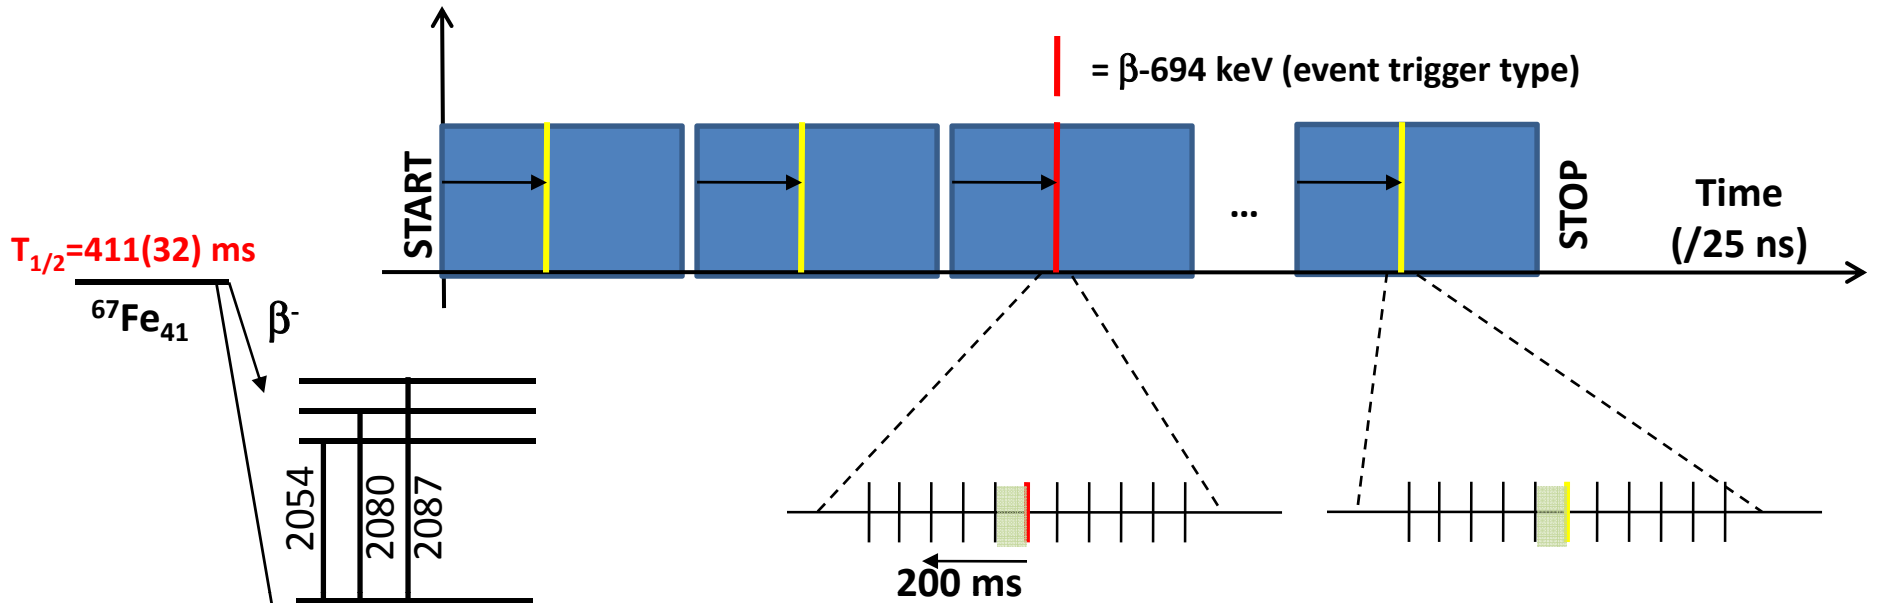 = β-694 keV (event trigger type)
START
...
STOP
Time
(/25 ns)
T1/2=411(32) ms
67Fe41
β-
2054
2080
2087
200 ms